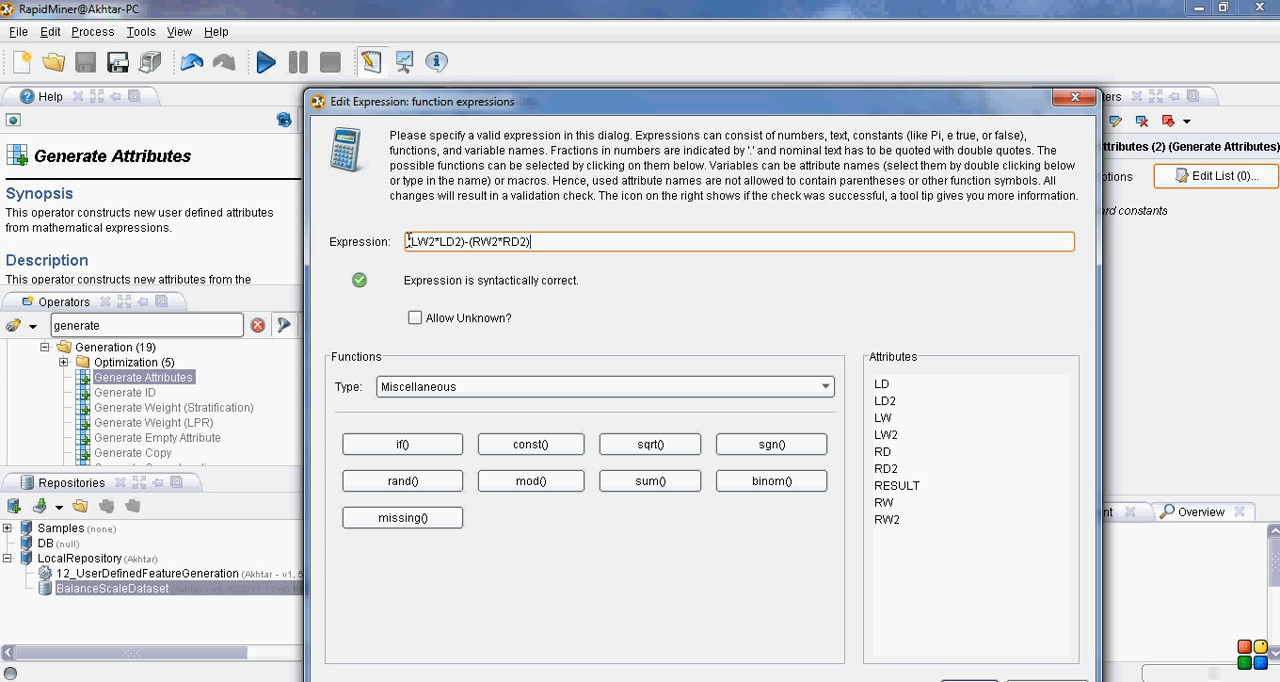 RapidMiner@Akhtar-PC
File Edit Process Tools View Help
Help
Generate Attributes
Synopsis
This operator constructs new user defined attributes
from mathematical expressions.
Description
This operator constructs new attributes from the
Operators
generate
Generation (19)
Optimization (5)
Generate Attributes
Generate ID
Generate Weight (Stratification)
Generate Weight (LPR)
Generate Empty Attribute
Generate Copy
Repositories
Samples (none)
DB (null)
LocalRepository (Akhtar)
12_UserDefinedFeatureGeneration (Akhtar - v1, 5
BalanceScaleDataset
Edit Expression: function expressions
Please specify a valid expression in this dialog. Expressions can consist of numbers, text, constants (like Pi, e true, or false),
functions, and variable names. Fractions in numbers are indicated by '.' and nominal text has to be quoted with double quotes. The
possible functions can be selected by clicking on them below. Variables can be attribute names (select them by double clicking below
or type in the name) or macros. Hence, used attribute names are not allowed to contain parentheses or other function symbols. All
changes will result in a validation check. The icon on the right shows if the check was successful, a tool tip gives you more information.
Expression: (LW2*LD2)-(RW2*RD2)
Expression is syntactically correct.
Allow Unknown?
Functions
Type: Miscellaneous
if() const() sqrt() sgn()
rand() mod() sum() binom()
missing()
Attributes
LD
LD2
LW
LW2
RD
RD2
RESULT
RW
RW2
ters
ttributes (2) (Generate Attributes)
ptions Edit List (0)...
rd constants
nt Overview